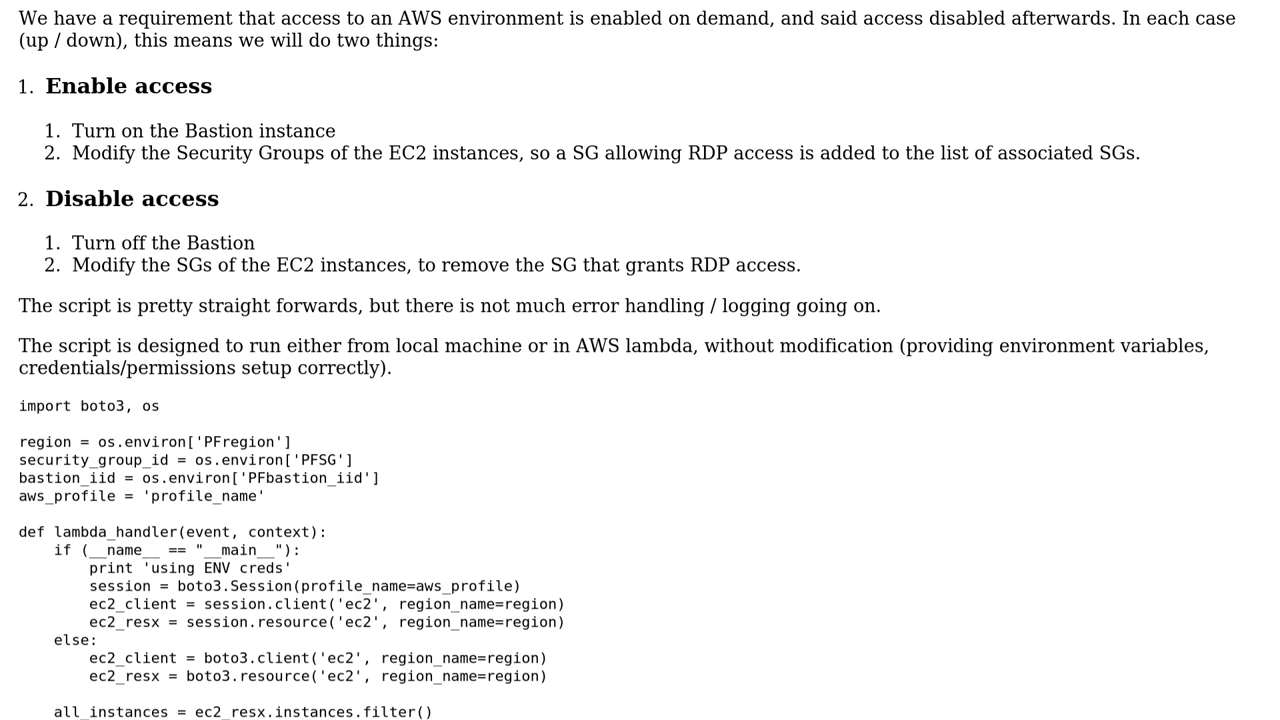 We have a requirement that access to an AWS environment is enabled on demand, and said access disabled afterwards. In each case
(up / down), this means we will do two things:
1. Enable access
1. Turn on the Bastion instance
2. Modify the Security Groups of the EC2 instances, so a SG allowing RDP access is added to the list of associated SGs.
2. Disable access
1. Turn off the Bastion
2. Modify the SGs of the EC2 instances, to remove the SG that grants RDP access.
The script is pretty straight forwards, but there is not much error handling / logging going on.
The script is designed to run either from local machine or in AWS lambda, without modification (providing environment variables,
credentials/permissions setup correctly).
import boto3, os
region = os.environ['PFregion']
security_group_id = os.environ['PFSG']
bastion_iid = os.environ['PFbastion_iid']
aws_profile = 'profile_name'
def lambda_handler(event, context):
    if (__name__ == "__main__"):
        print 'using ENV creds'
        session = boto3.Session(profile_name=aws_profile)
        ec2_client = session.client('ec2', region_name=region)
        ec2_resx = session.resource('ec2', region_name=region)
    else:
        ec2_client = boto3.client('ec2', region_name=region)
        ec2_resx = boto3.resource('ec2', region_name=region)
    all_instances = ec2_resx.instances.filter()